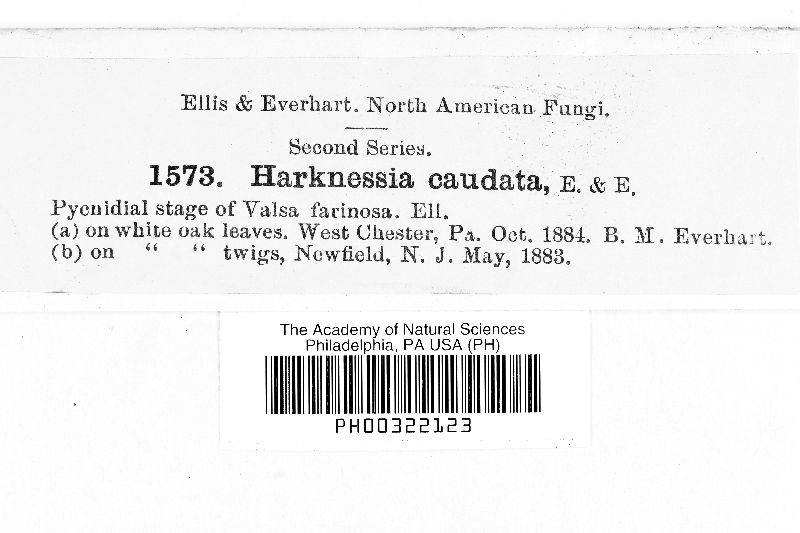 Ellis & Everhart. North American Fungi.
Second Series.
1573. Harknessia caudata, E. & E.
Pycnidial stage of Valsa farinosa. Ell.
(a) on white oak leaves. West Chester, Pa. Oct. 1884. B. M. Everhart.
(b) on “ “ twigs, Newfield, N. J. May, 1883.
The Academy of Natural Sciences
Philadelphia, PA USA (PH)
PH00322123